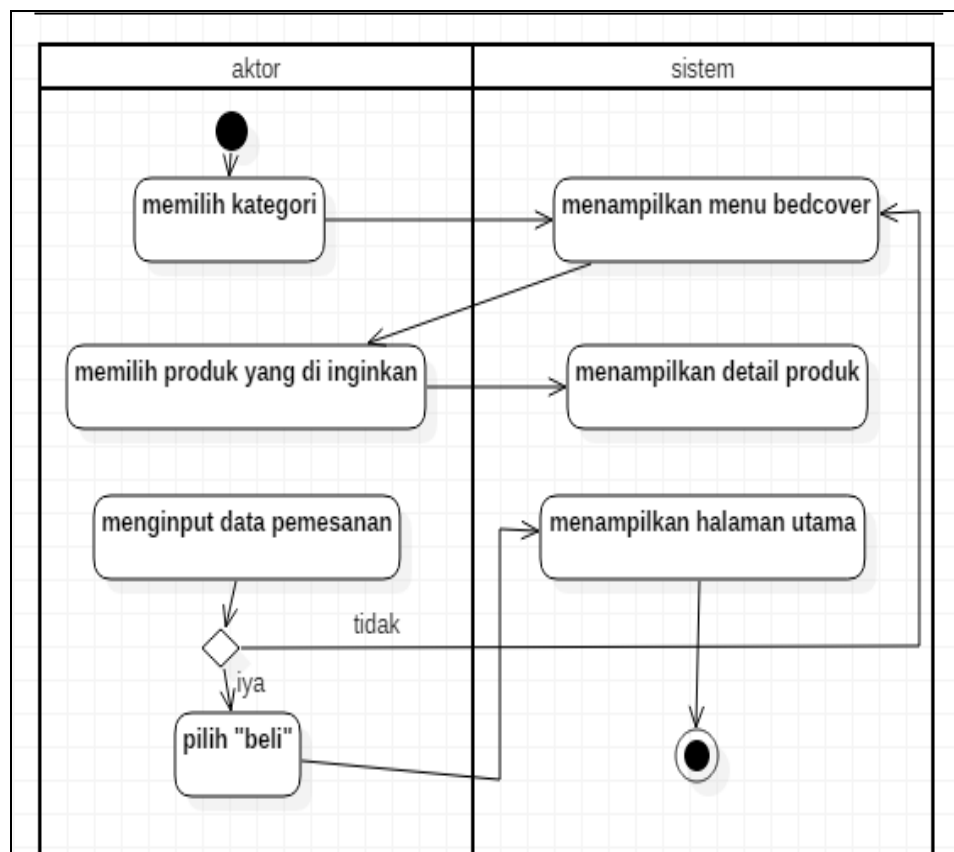 aktor
sistem
memilih kategori
menampilkan menu bedcover
memilih produk yang di inginkan
menampilkan detail produk
menginput data pemesanan
menampilkan halaman utama
tidak
iya
pilih "beli"